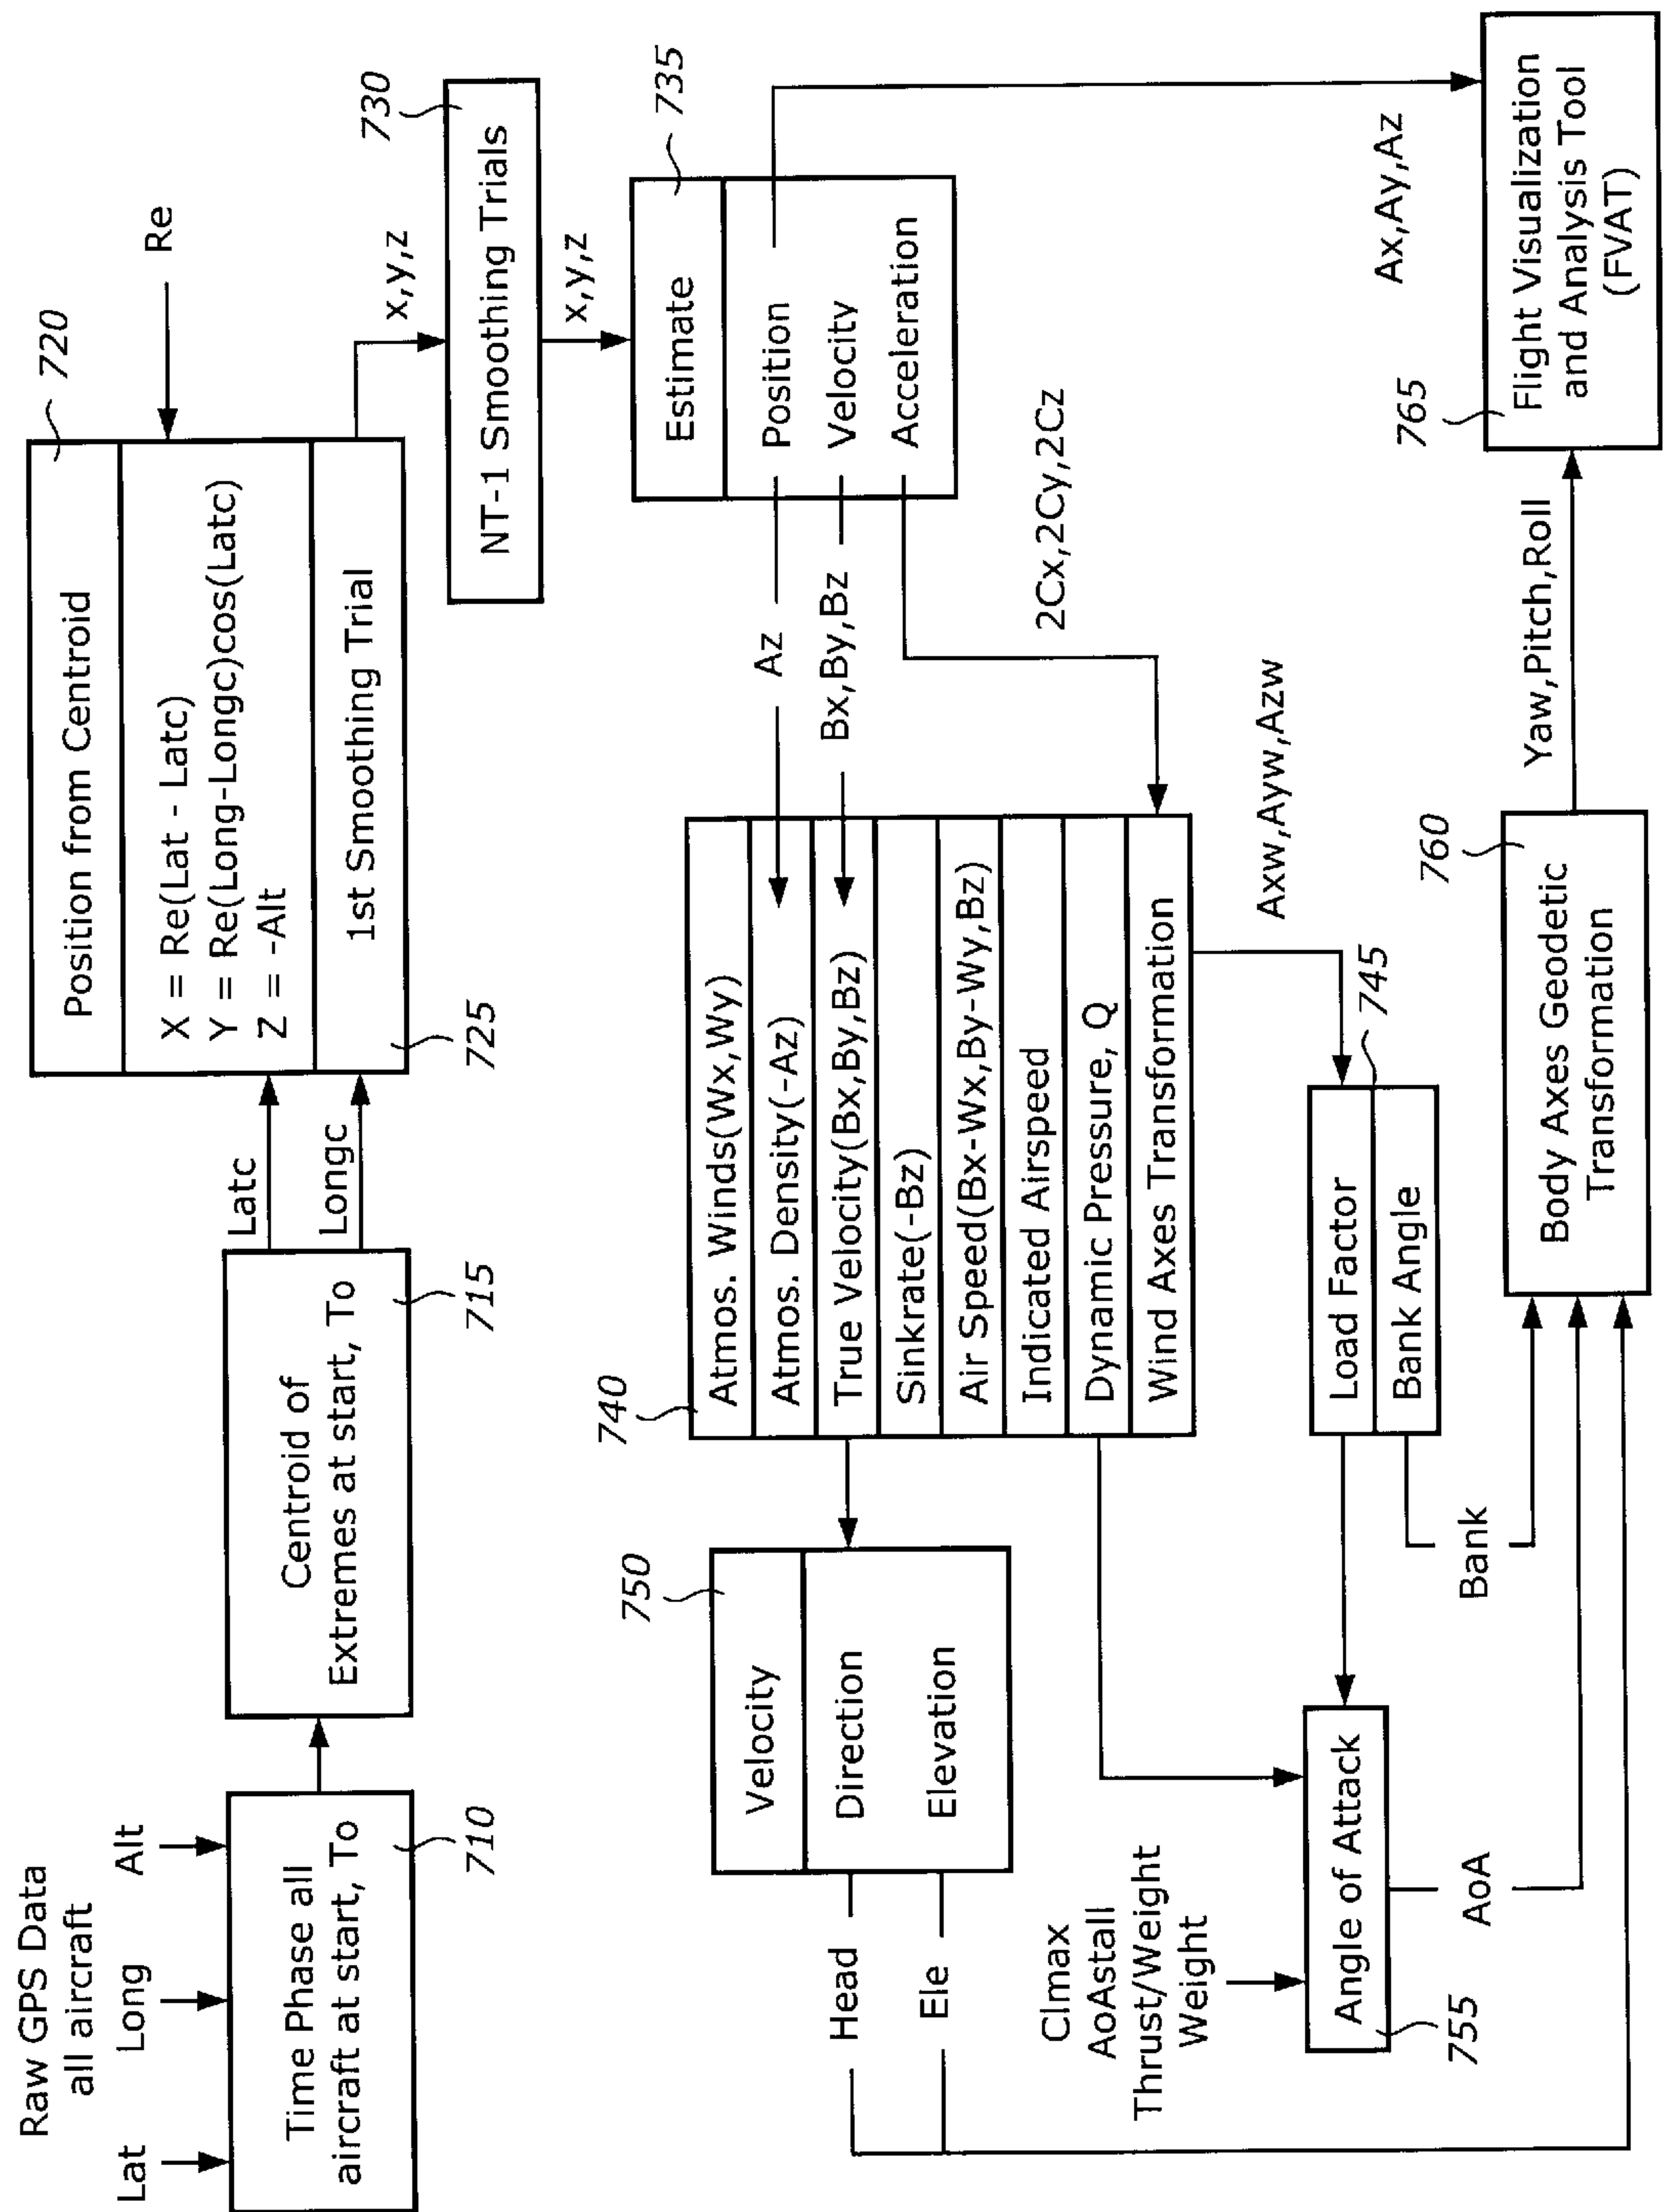 Raw GPS Data
all aircraft
Lat
Long
Alt
Time Phase all
aircraft at start, To
710
Centroid of
Extremes at start, To
715
Latc
Longc
720
Position from Centroid
X = Re(Lat - Latc)
Y = Re(Long-Longc)cos(Latc)
Z = -Alt
1st Smoothing Trial
725
Re
x,y,z
730
NT-1 Smoothing Trials
x,y,z
735
Estimate
Position
Velocity
Acceleration
Az
Bx,By,Bz
2Cx,2Cy,2Cz
740
Atmos. Winds(Wx,Wy)
Atmos. Density(-Az)
True Velocity(Bx,By,Bz)
Sinkrate(-Bz)
Air Speed(Bx-Wx,By-Wy,Bz)
Indicated Airspeed
Dynamic Pressure, Q
Wind Axes Transformation
Axw,Ayw,Azw
750
Velocity
Direction
Elevation
Head
Ele
Clmax
AoAstall
Thrust/Weight
Weight
Angle of Attack
755
AoA
745
Load Factor
Bank Angle
Bank
760
Body Axes Geodetic
Transformation
Yaw,Pitch,Roll
Ax,Ay,Az
765
Flight Visualization
and Analysis Tool
(FVAT)